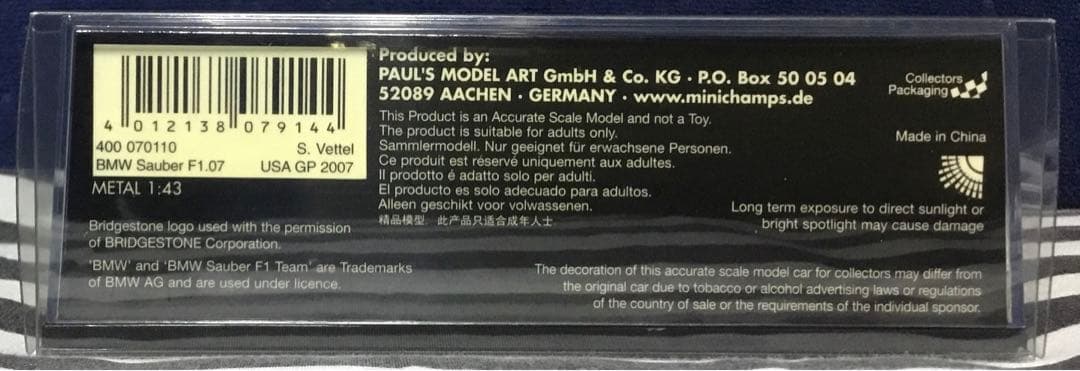 4 012138 079144
400 070110 S. Vettel
BMW Sauber F1.07 USA GP 2007
METAL 1:43
Bridgestone logo used with the permission
of BRIDGESTONE Corporation.
'BMW' and 'BMW Sauber F1 Team' are Trademarks
of BMW AG and are used under licence.
Produced by:
PAUL'S MODEL ART GmbH & Co. KG · P.O. Box 50 05 04
52089 AACHEN · GERMANY · www.minichamps.de
This Product is an Accurate Scale Model and not a Toy.
The product is suitable for adults only.
Sammlermodell. Nur geeignet für erwachsene Personen.
Ce produit est réservé uniquement aux adultes.
Il prodotto é adatto solo per adulti.
El producto es solo adecuado para adultos.
Alleen geschikt voor volwassenen.
精品模型 此产品只适合成年人士
Collectors
Packaging
Made in China
Long term exposure to direct sunlight or
bright spotlight may cause damage
The decoration of this accurate scale model car for collectors may differ from
the original car due to tobacco or alcohol advertising laws or regulations
of the country of sale or the requirements of the individual sponsor.